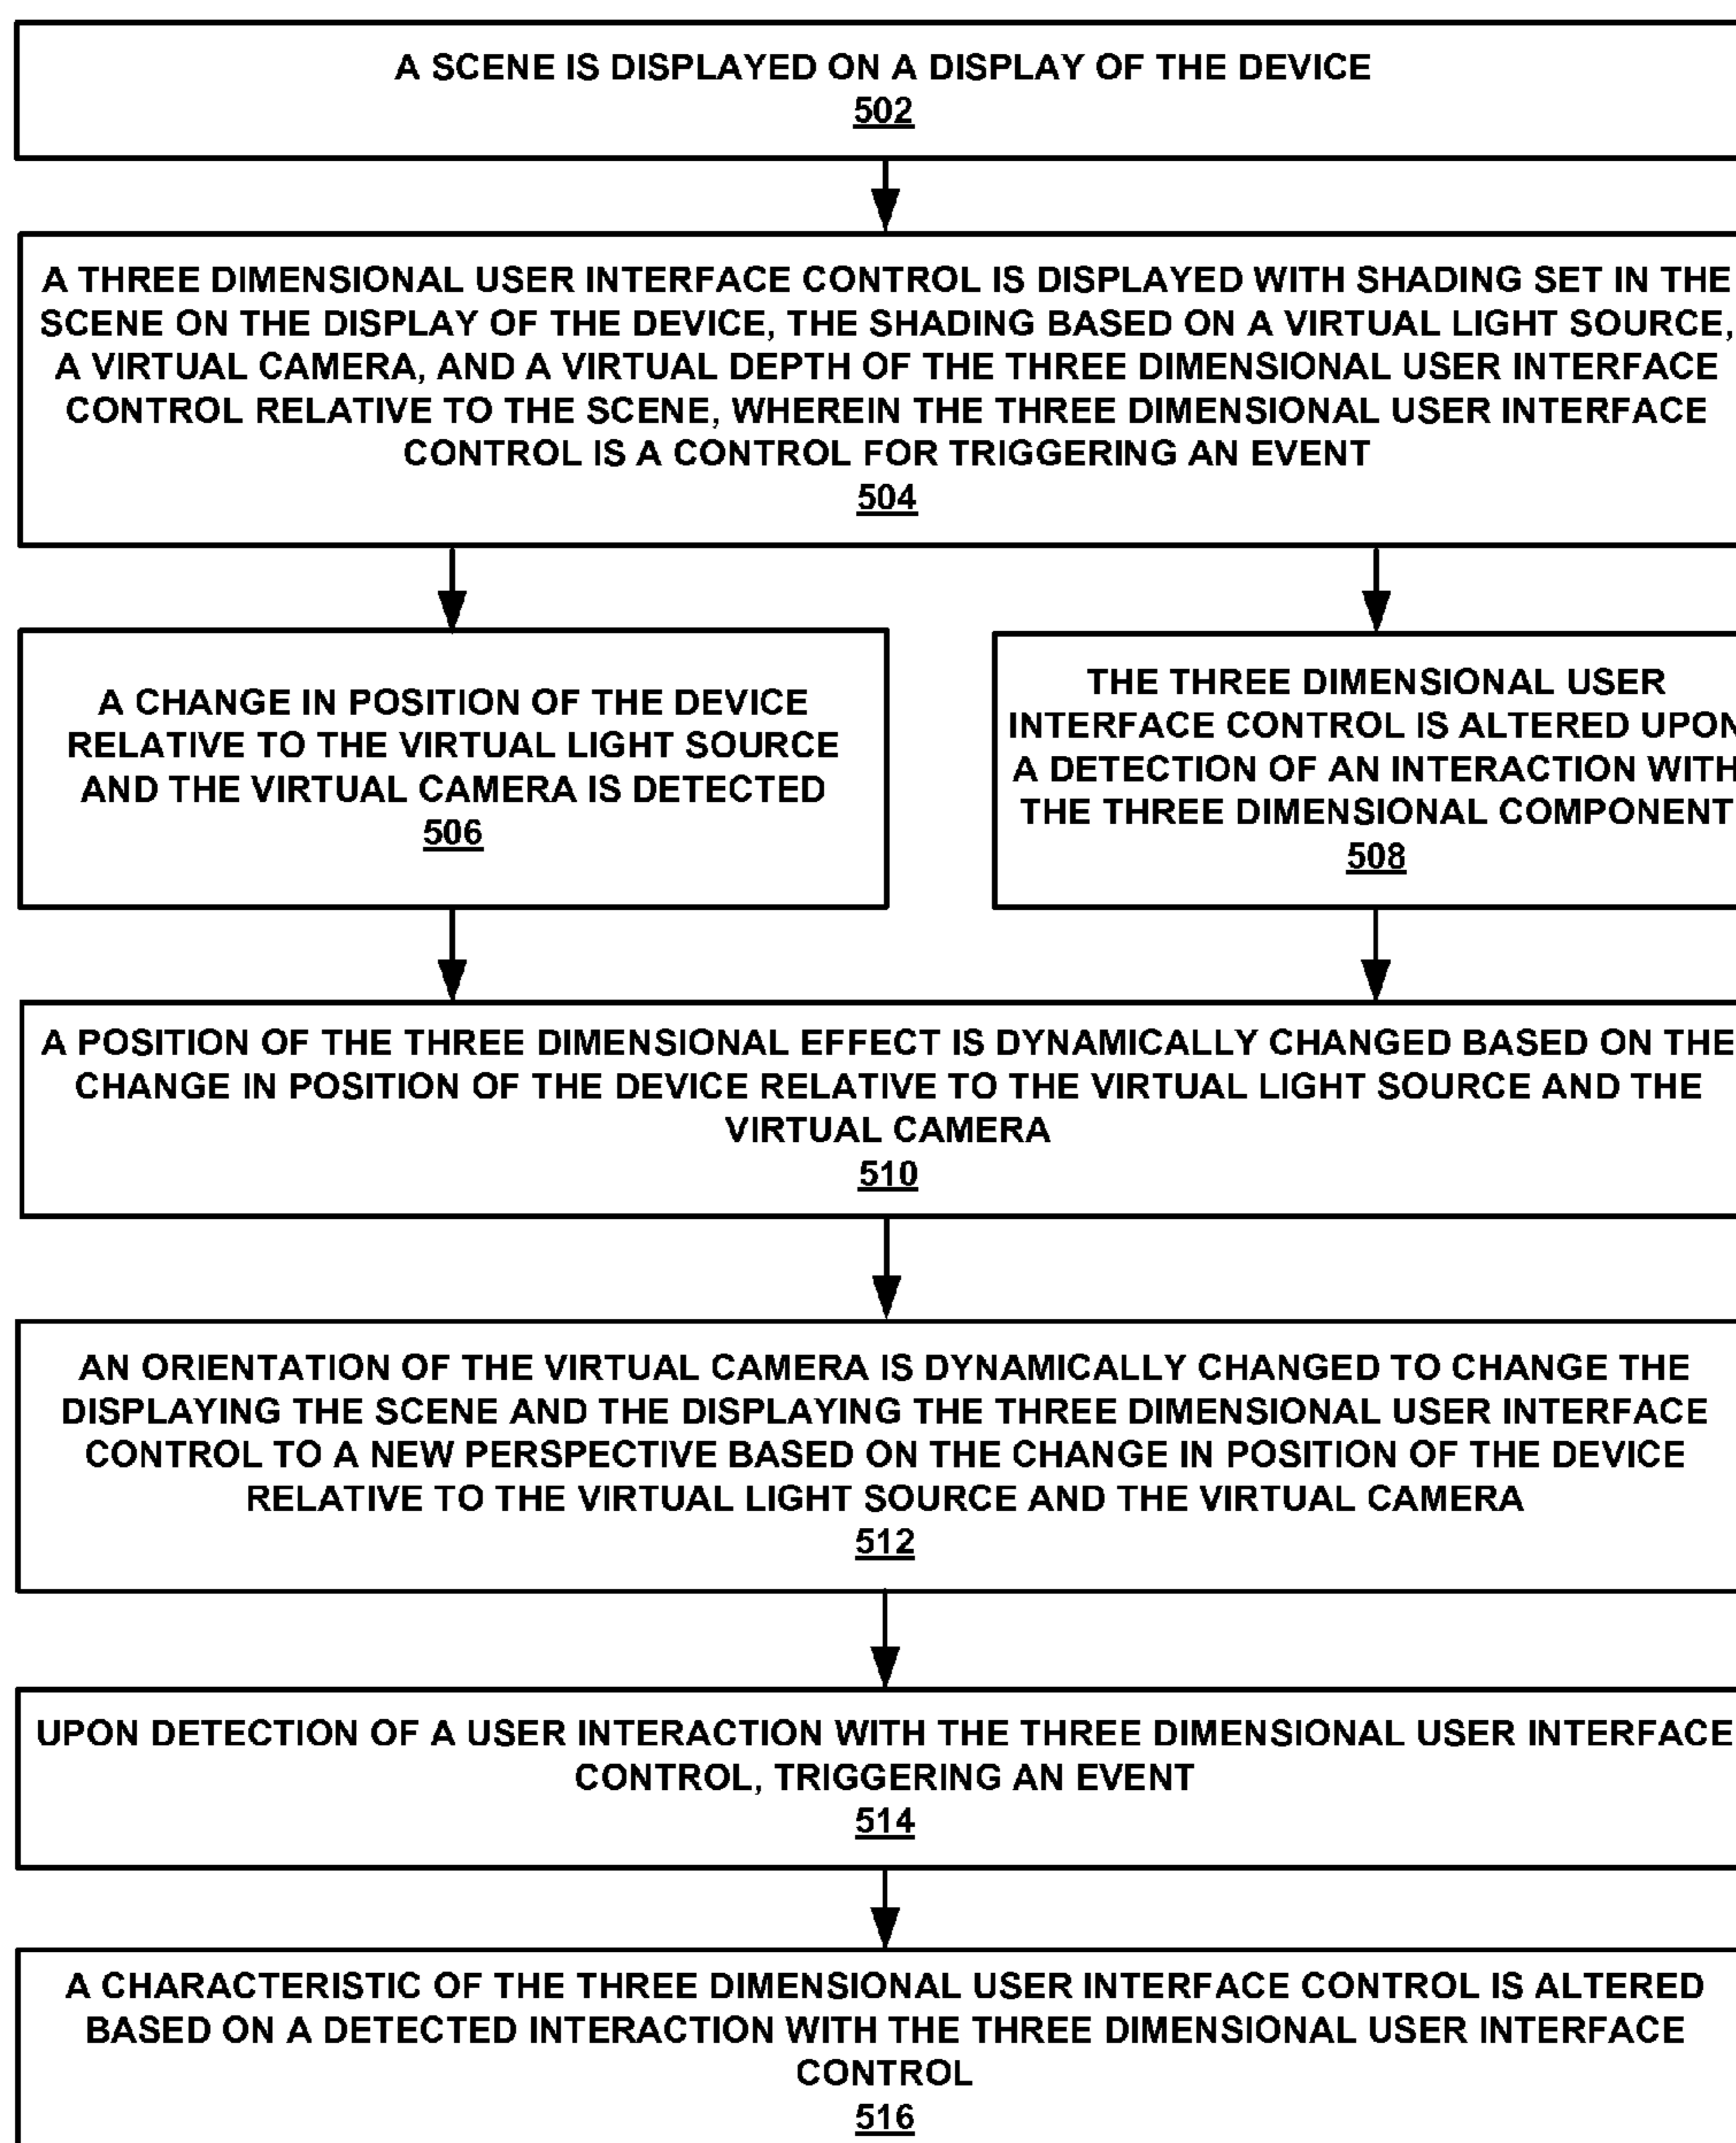 A SCENE IS DISPLAYED ON A DISPLAY OF THE DEVICE
502
A THREE DIMENSIONAL USER INTERFACE CONTROL IS DISPLAYED WITH SHADING SET IN THE
SCENE ON THE DISPLAY OF THE DEVICE, THE SHADING BASED ON A VIRTUAL LIGHT SOURCE,
A VIRTUAL CAMERA, AND A VIRTUAL DEPTH OF THE THREE DIMENSIONAL USER INTERFACE
CONTROL RELATIVE TO THE SCENE, WHEREIN THE THREE DIMENSIONAL USER INTERFACE
CONTROL IS A CONTROL FOR TRIGGERING AN EVENT
504
A CHANGE IN POSITION OF THE DEVICE
RELATIVE TO THE VIRTUAL LIGHT SOURCE
AND THE VIRTUAL CAMERA IS DETECTED
506
THE THREE DIMENSIONAL USER
INTERFACE CONTROL IS ALTERED UPON
A DETECTION OF AN INTERACTION WITH
THE THREE DIMENSIONAL COMPONENT
508
A POSITION OF THE THREE DIMENSIONAL EFFECT IS DYNAMICALLY CHANGED BASED ON THE
CHANGE IN POSITION OF THE DEVICE RELATIVE TO THE VIRTUAL LIGHT SOURCE AND THE
VIRTUAL CAMERA
510
AN ORIENTATION OF THE VIRTUAL CAMERA IS DYNAMICALLY CHANGED TO CHANGE THE
DISPLAYING THE SCENE AND THE DISPLAYING THE THREE DIMENSIONAL USER INTERFACE
CONTROL TO A NEW PERSPECTIVE BASED ON THE CHANGE IN POSITION OF THE DEVICE
RELATIVE TO THE VIRTUAL LIGHT SOURCE AND THE VIRTUAL CAMERA
512
UPON DETECTION OF A USER INTERACTION WITH THE THREE DIMENSIONAL USER INTERFACE
CONTROL, TRIGGERING AN EVENT
514
A CHARACTERISTIC OF THE THREE DIMENSIONAL USER INTERFACE CONTROL IS ALTERED
BASED ON A DETECTED INTERACTION WITH THE THREE DIMENSIONAL USER INTERFACE
CONTROL
516